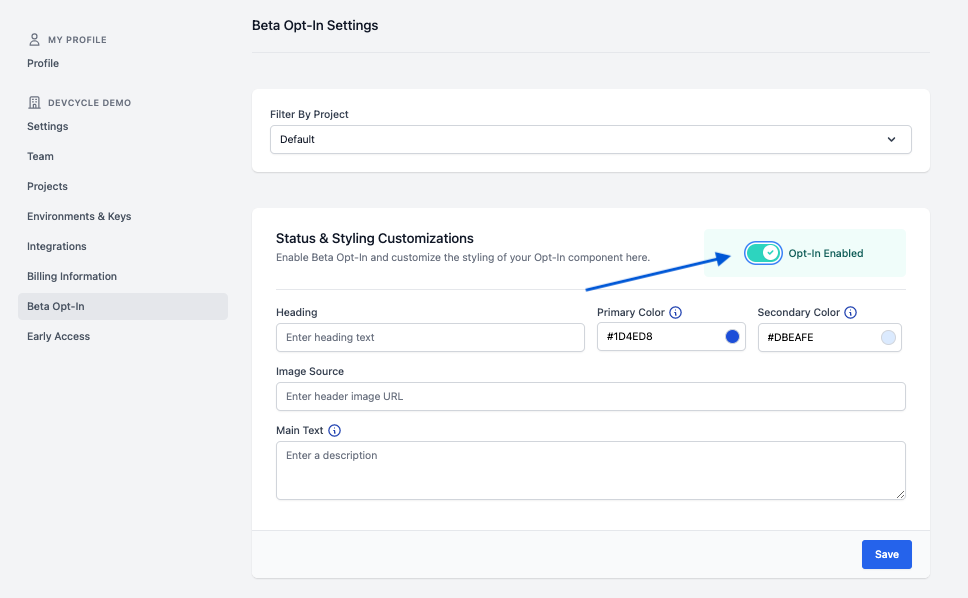 MY PROFILE
Profile
DEVCYCLE DEMO
Settings
Team
Projects
Environments & Keys
Integrations
Billing Information
Beta Opt-In
Early Access
Beta Opt-In Settings
Filter By Project
Default
Status & Styling Customizations
Enable Beta Opt-In and customize the styling of your Opt-In component here.
Opt-In Enabled
Heading
Enter heading text
Primary Color
#1D4ED8
Secondary Color
#DBEAFE
Image Source
Enter header image URL
Main Text
Enter a description
Save